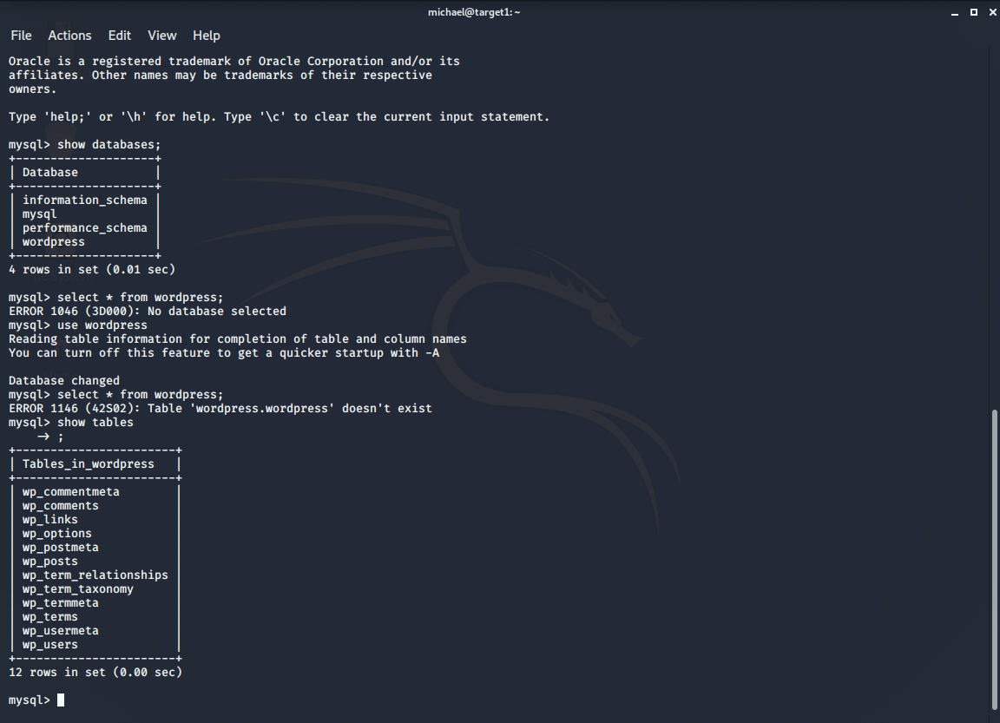 michael@target1: ~
File Actions Edit View Help
Oracle is a registered trademark of Oracle Corporation and/or its
affiliates. Other names may be trademarks of their respective
owners.

Type 'help;' or '\h' for help. Type '\c' to clear the current input statement.

mysql> show databases;
+--------------------+
| Database           |
+--------------------+
| information_schema |
| mysql              |
| performance_schema |
| wordpress          |
+--------------------+
4 rows in set (0.01 sec)

mysql> select * from wordpress;
ERROR 1046 (3D000): No database selected
mysql> use wordpress
Reading table information for completion of table and column names
You can turn off this feature to get a quicker startup with -A

Database changed
mysql> select * from wordpress;
ERROR 1146 (42S02): Table 'wordpress.wordpress' doesn't exist
mysql> show tables
    -> ;
+-----------------------+
| Tables_in_wordpress   |
+-----------------------+
| wp_commentmeta        |
| wp_comments           |
| wp_links              |
| wp_options            |
| wp_postmeta           |
| wp_posts              |
| wp_term_relationships |
| wp_term_taxonomy      |
| wp_termmeta           |
| wp_terms              |
| wp_usermeta           |
| wp_users              |
+-----------------------+
12 rows in set (0.00 sec)

mysql>